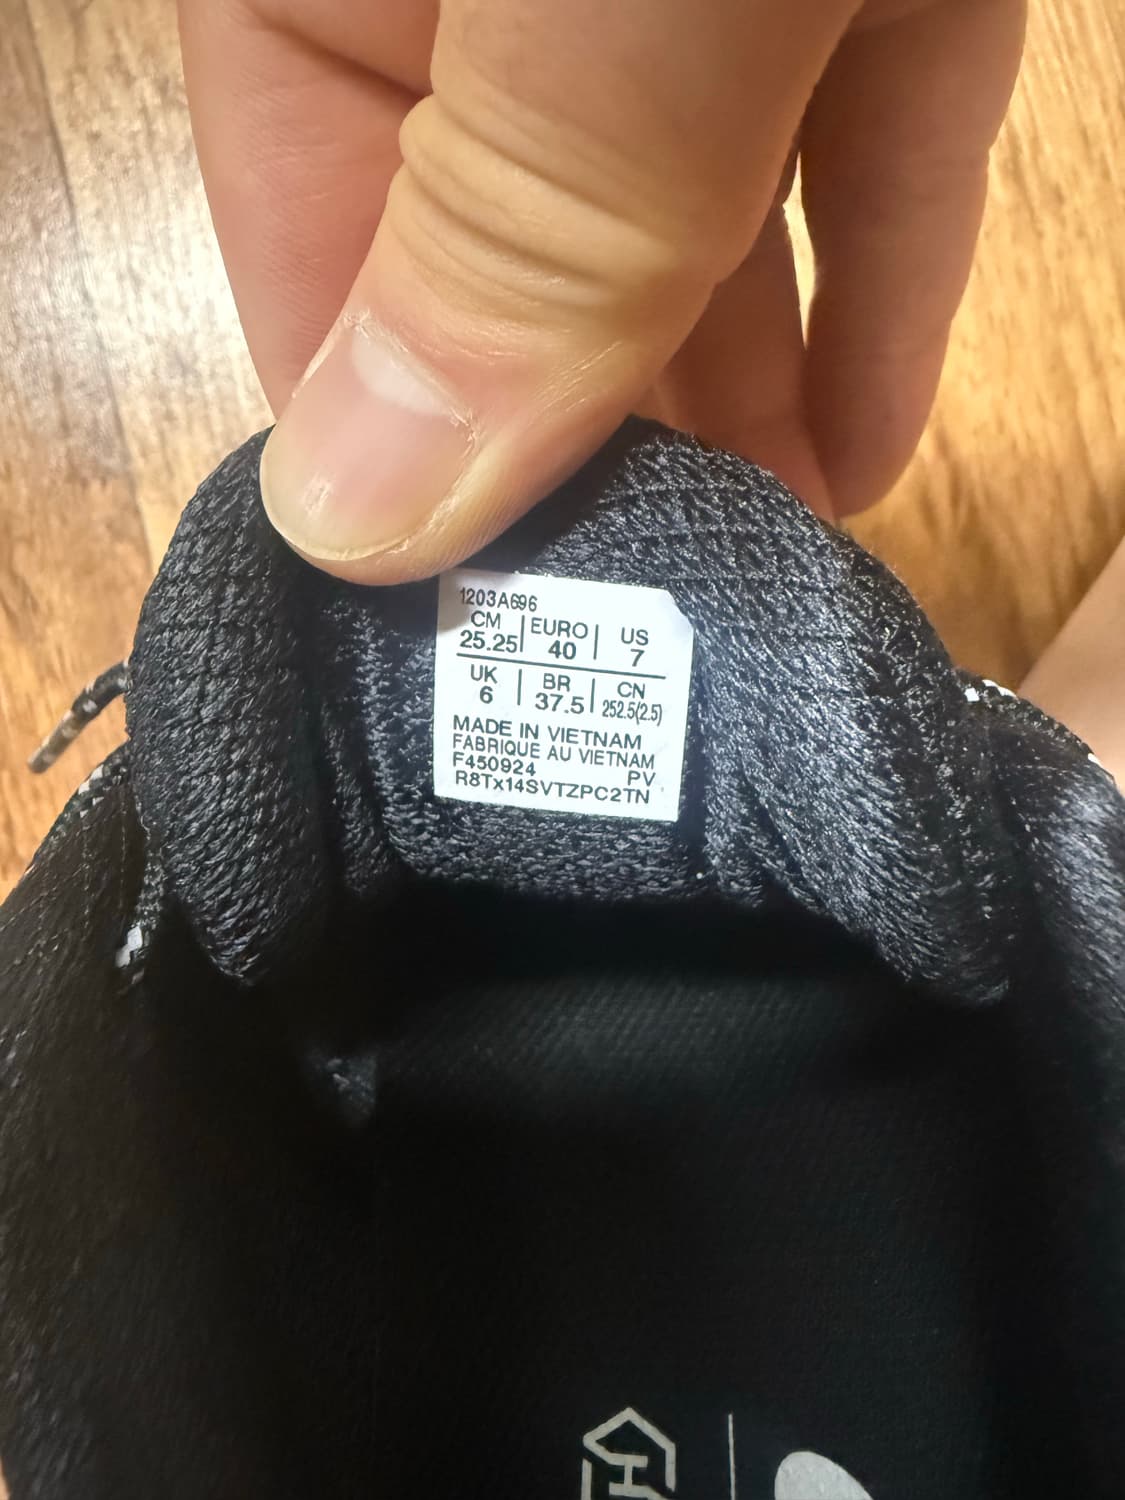 1203A696
CM EURO US
25.25 40 7
UK BR CN
6 37.5 252.5(2.5)
MADE IN VIETNAM
FABRIQUE AU VIETNAM
F450924 PV
R8Tx14SVTZPC2TN